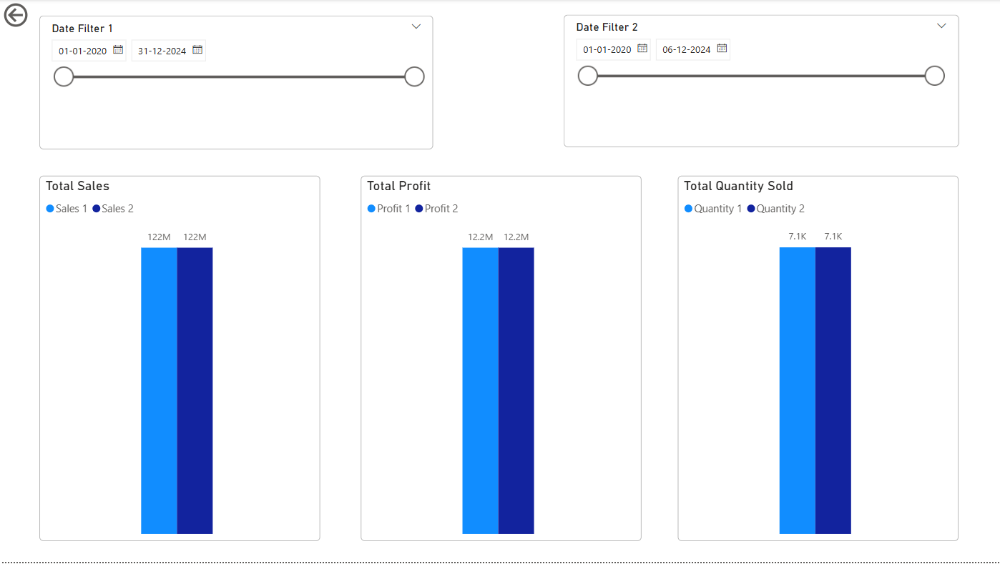 Date Filter 1
01-01-2020 31-12-2024
Date Filter 2
01-01-2020 06-12-2024
Total Sales
Sales 1 Sales 2
122M 122M
Total Profit
Profit 1 Profit 2
12.2M 12.2M
Total Quantity Sold
Quantity 1 Quantity 2
7.1K 7.1K